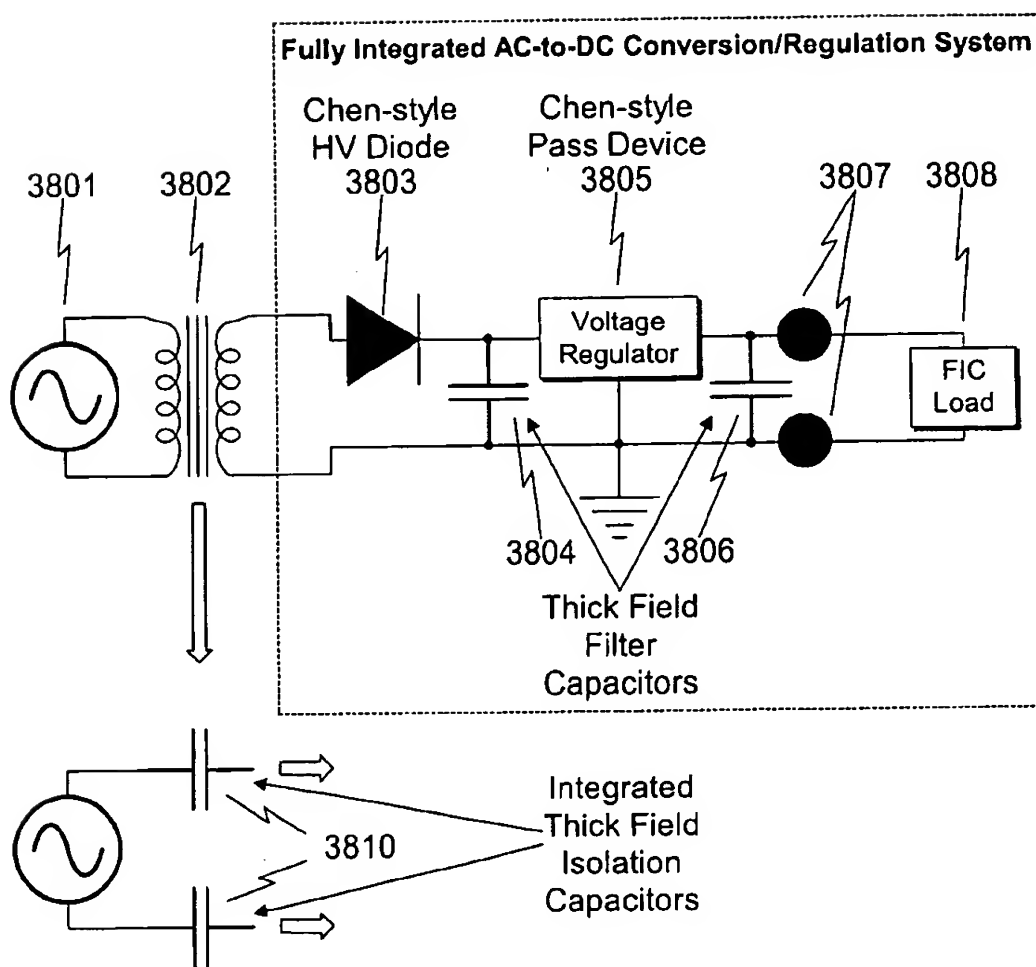 Fully Integrated AC-to-DC Conversion/Regulation System
Chen-style
HV Diode
3803
Chen-style
Pass Device
3805
3801
3802
3807
3808
Voltage
Regulator
FIC
Load
3804
3806
Thick Field
Filter
Capacitors
3810
Integrated
Thick Field
Isolation
Capacitors